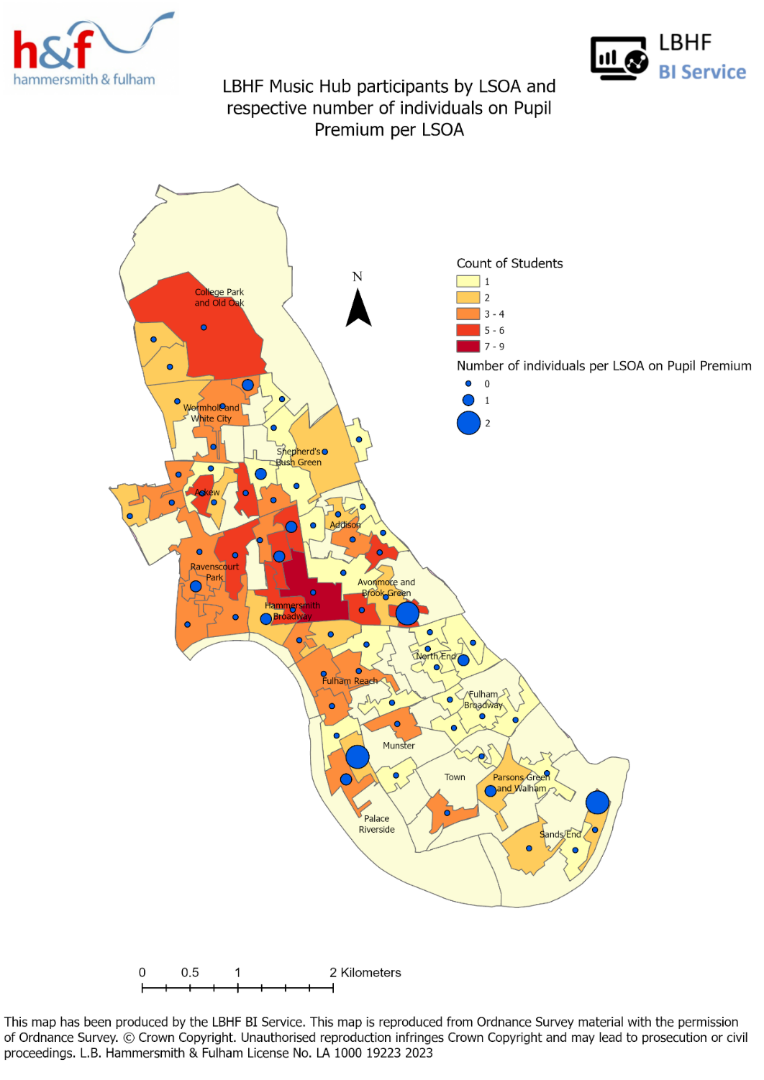 h&f
hammersmith & fulham
LBHF
BI Service
LBHF Music Hub participants by LSOA and
respective number of individuals on Pupil
Premium per LSOA
N
Count of Students
1
2
3 - 4
5 - 6
7 - 9
Number of individuals per LSOA on Pupil Premium
0
1
2
College Park
and Old Oak
Wormholt and
White City
Shepherd's
Bush Green
Askew
Addison
Ravenscourt
Park
Avonmore and
Brook Green
Hammersmith
Broadway
North End
Fulham Reach
Fulham
Broadway
Munster
Town
Parsons Green
and Walham
Palace
Riverside
Sands End
0 0.5 1 2 Kilometers
This map has been produced by the LBHF BI Service. This map is reproduced from Ordnance Survey material with the permission
of Ordnance Survey. © Crown Copyright. Unauthorised reproduction infringes Crown Copyright and may lead to prosecution or civil
proceedings. L.B. Hammersmith & Fulham License No. LA 1000 19223 2023